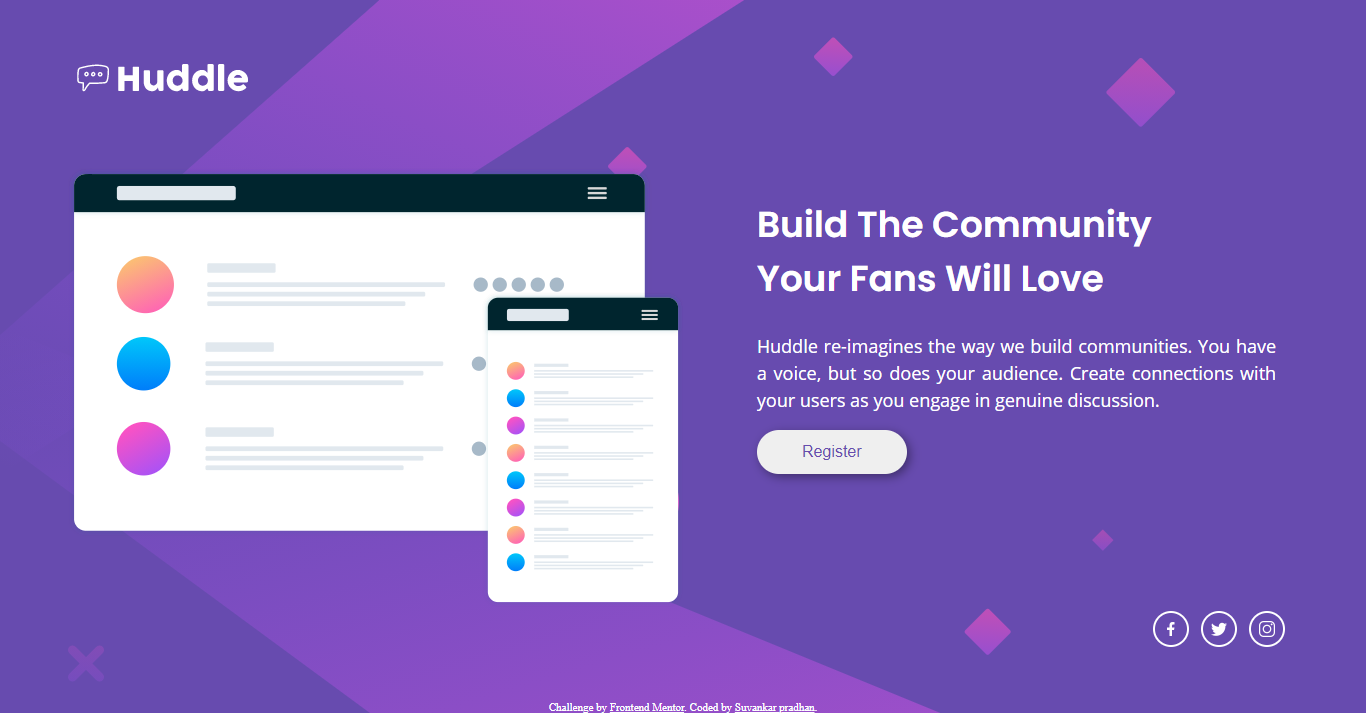 Huddle
Build The Community
Your Fans Will Love
Huddle re-imagines the way we build communities. You have
a voice, but so does your audience. Create connections with
your users as you engage in genuine discussion.
Register
Challenge by Frontend Mentor. Coded by Suvankar pradhan.